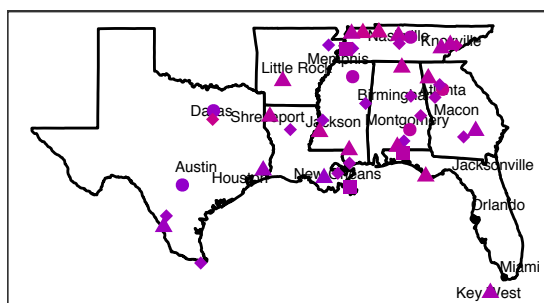 Nashville
Knoxville
Memphis
Little Rock
Atlanta
Birmingham
Dallas
Shreveport
Jackson
Montgomery
Macon
Austin
Houston
New Orleans
Jacksonville
Orlando
Miami
Key West